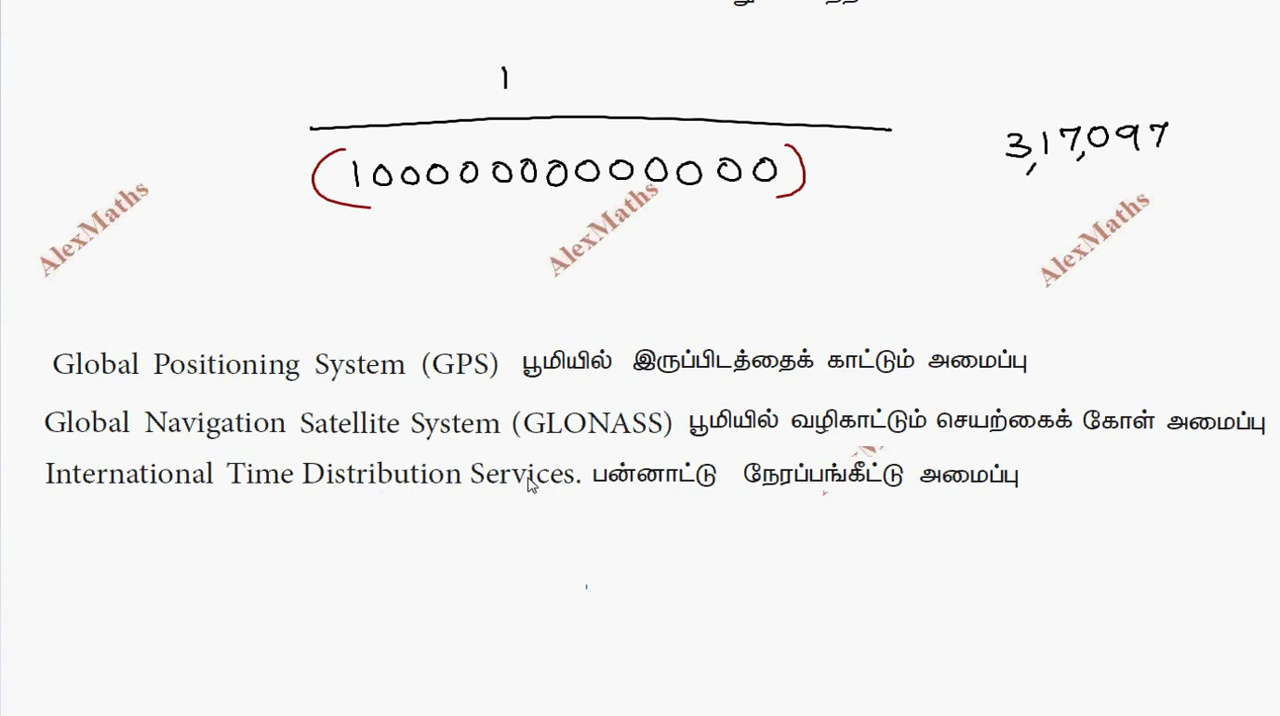 1
(10000000000000)
3,17,097
AlexMaths AlexMaths AlexMaths
Global Positioning System (GPS) பூமியில் இருப்பிடத்தைக் காட்டும் அமைப்பு
Global Navigation Satellite System (GLONASS) பூமியில் வழிகாட்டும் செயற்கைக் கோள் அமைப்பு
International Time Distribution Services. பன்னாட்டு நேரப்பங்கீட்டு அமைப்பு